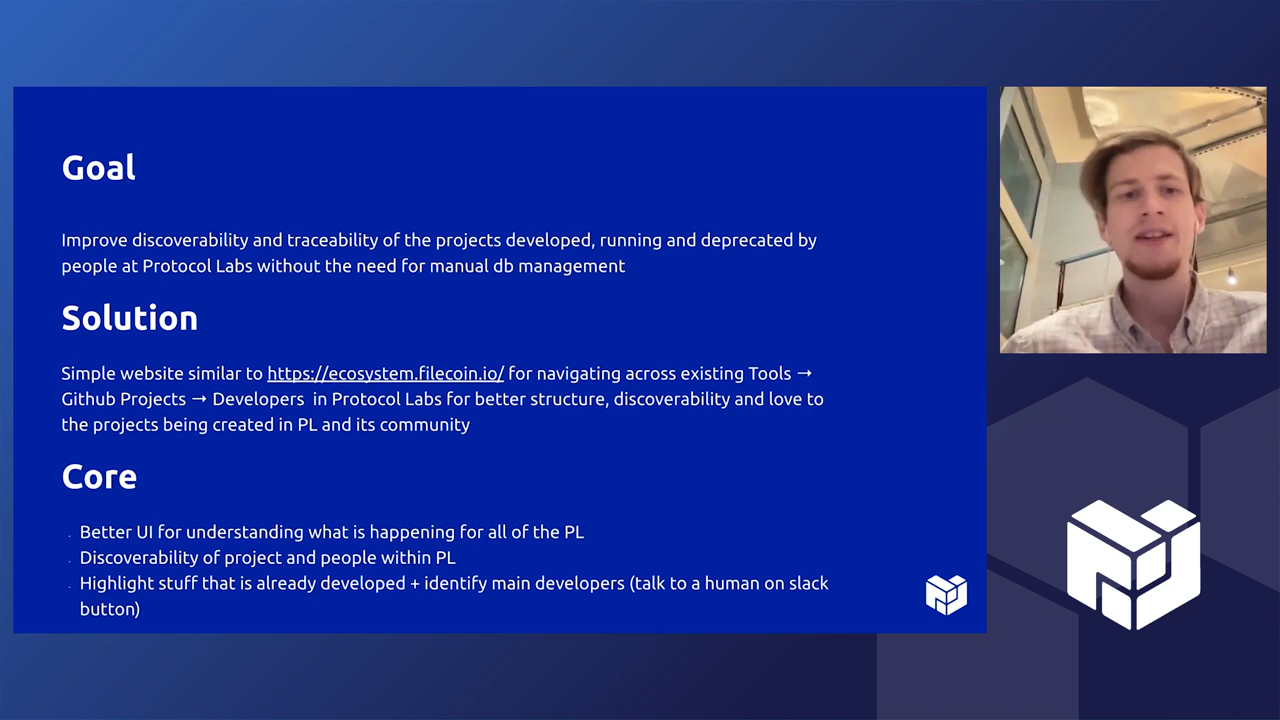 Goal
Improve discoverability and traceability of the projects developed, running and deprecated by
people at Protocol Labs without the need for manual db management
Solution
Simple website similar to https://ecosystem.filecoin.io/ for navigating across existing Tools →
Github Projects → Developers in Protocol Labs for better structure, discoverability and love to
the projects being created in PL and its community
Core
- Better UI for understanding what is happening for all of the PL
- Discoverability of project and people within PL
- Highlight stuff that is already developed + identify main developers (talk to a human on slack
button)